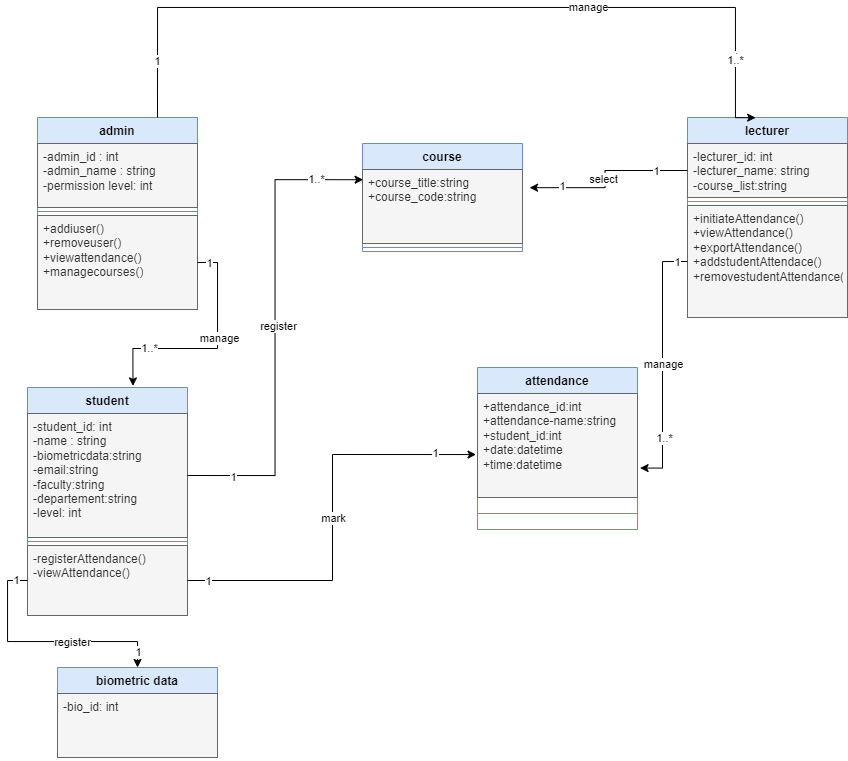 manage
1
1..*
admin
-admin_id : int
-admin_name : string
-permission level: int
+addiuser()
+removeuser()
+viewattendance()
+managecourses()
course
+course_title:string
+course_code:string
lecturer
-lecturer_id: int
-lecturer_name: string
-course_list:string
+initiateAttendance()
+viewAttendance()
+exportAttendance()
+addstudentAttendace()
+removestudentAttendance(
1..*
1
select
1
1
manage
1..*
register
1
manage
1..*
student
-student_id: int
-name : string
-biometricdata:string
-email:string
-faculty:string
-departement:string
-level: int
-registerAttendance()
-viewAttendance()
attendance
+attendance_id:int
+attendance-name:string
+student_id:int
+date:datetime
+time:datetime
1
1
mark
1
1
register
1
biometric data
-bio_id: int